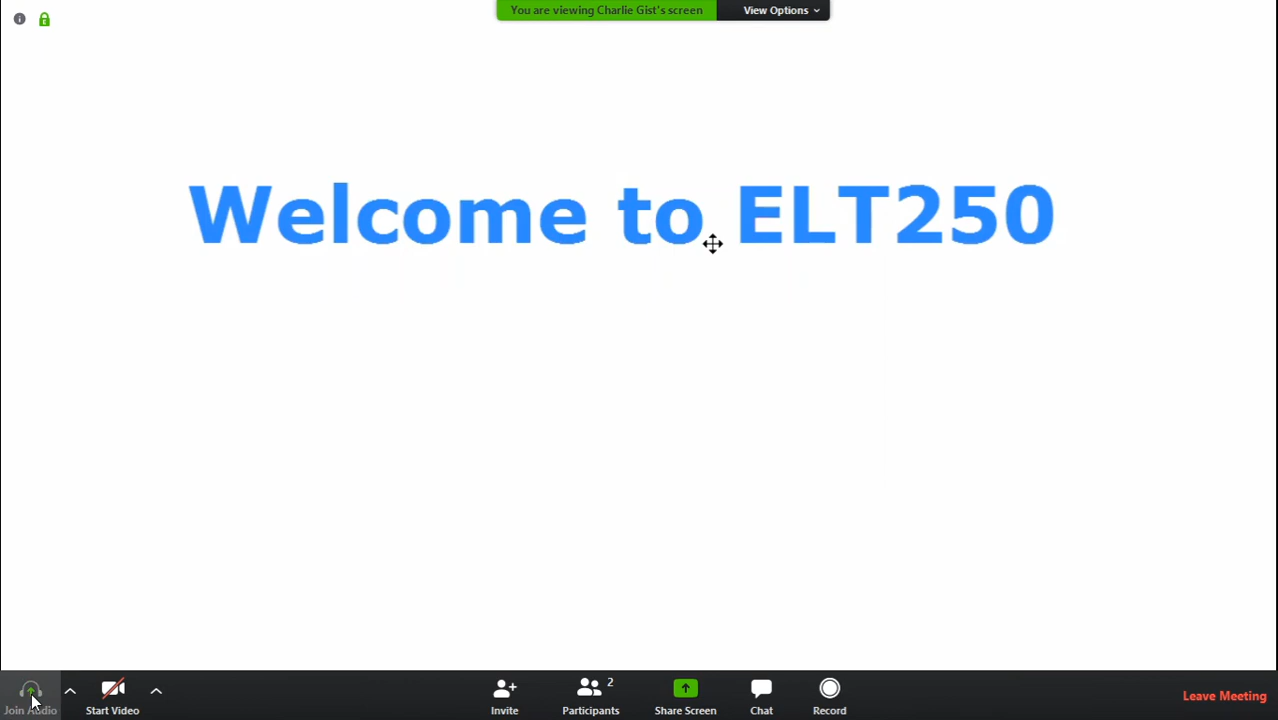 You are viewing Charlie Gist's screen
View Options
Welcome to ELT250
Join Audio
Start Video
Invite
Participants
2
Share Screen
Chat
Record
Leave Meeting